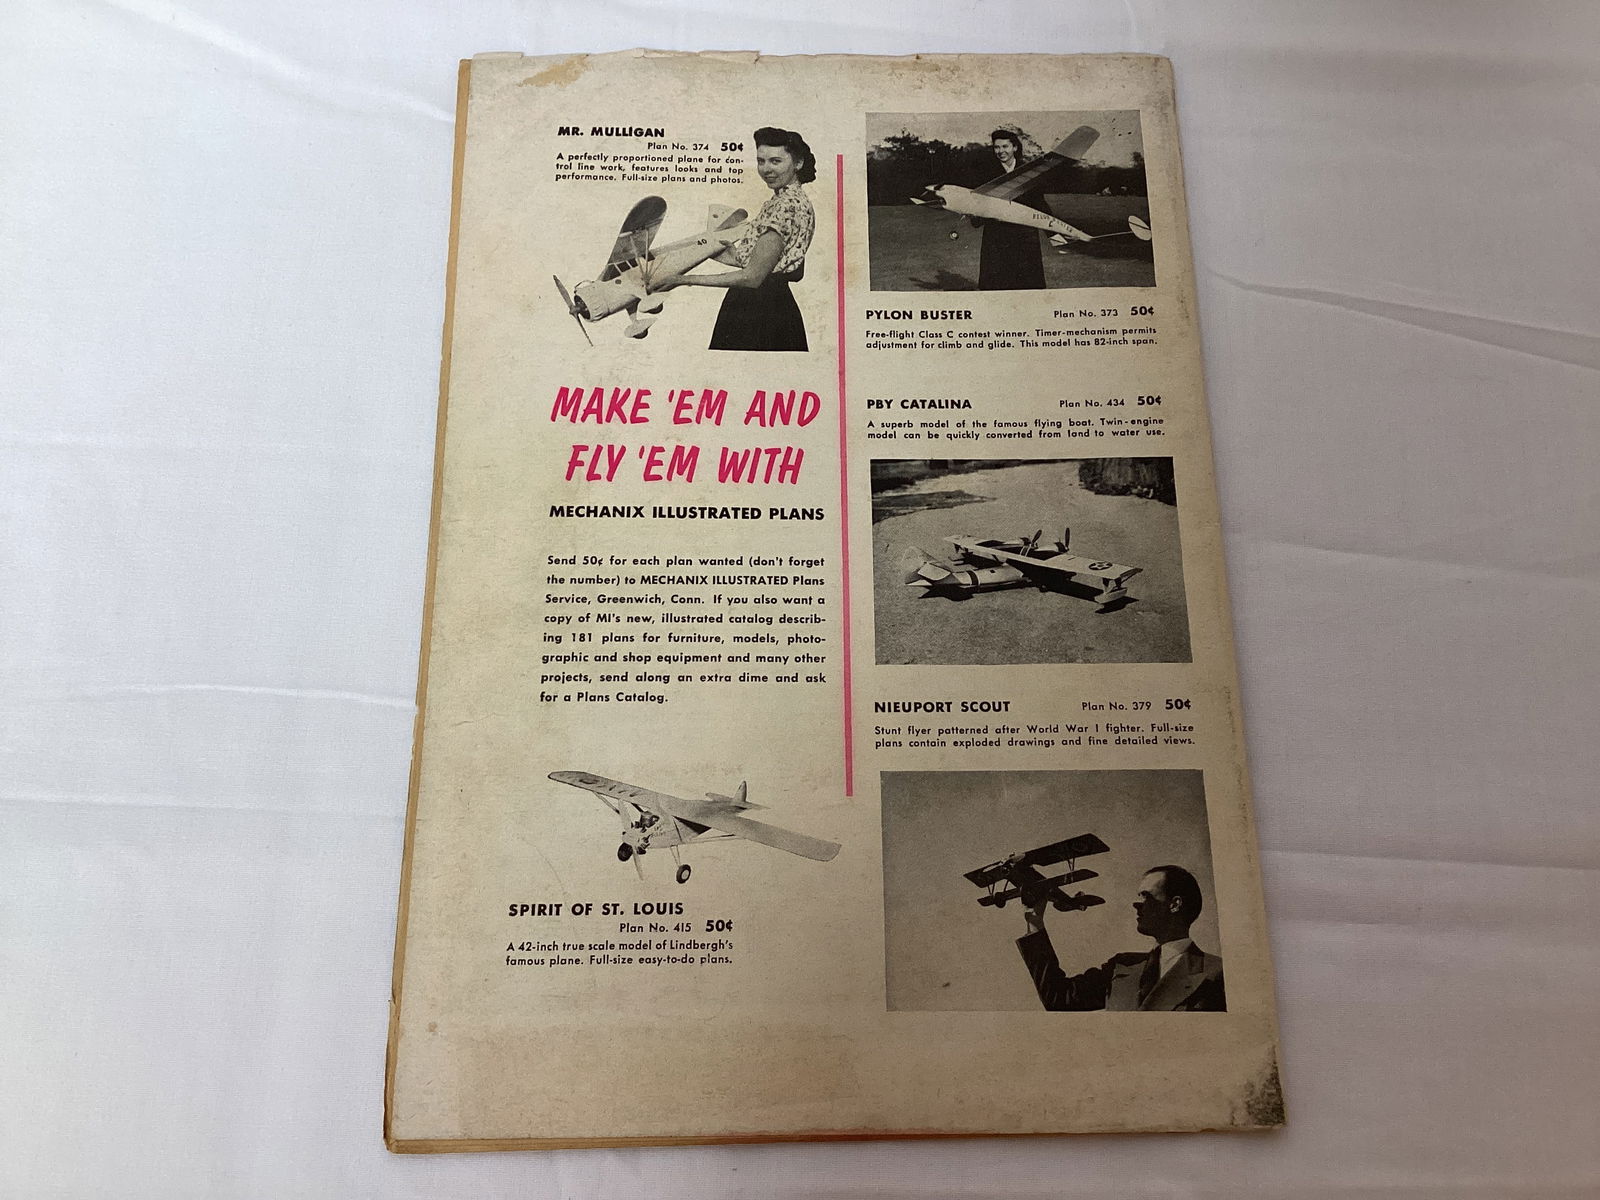 MR. MULLIGAN
Plan No. 374 50¢
A perfectly proportioned plane for con-
trol line work, features looks and top
performance. Full-size plans and photos.
40
MAKE 'EM AND
FLY 'EM WITH
MECHANIX ILLUSTRATED PLANS
Send 50¢ for each plan wanted (don't forget
the number) to MECHANIX ILLUSTRATED Plans
Service, Greenwich, Conn. If you also want a
copy of MI's new, illustrated catalog describ-
ing 181 plans for furniture, models, photo-
graphic and shop equipment and many other
projects, send along an extra dime and ask
for a Plans Catalog.
SPIRIT OF ST. LOUIS
Plan No. 415 50¢
A 42-inch true scale model of Lindbergh's
famous plane. Full-size easy-to-do plans.
PYLON BUSTER Plan No. 373 50¢
Free-flight Class C contest winner. Timer-mechanism permits
adjustment for climb and glide. This model has 82-inch span.
PBY CATALINA Plan No. 434 50¢
A superb model of the famous flying boat. Twin-engine
model can be quickly converted from land to water use.
NIEUPORT SCOUT Plan No. 379 50¢
Stunt flyer patterned after World War I fighter. Full-size
plans contain exploded drawings and fine detailed views.